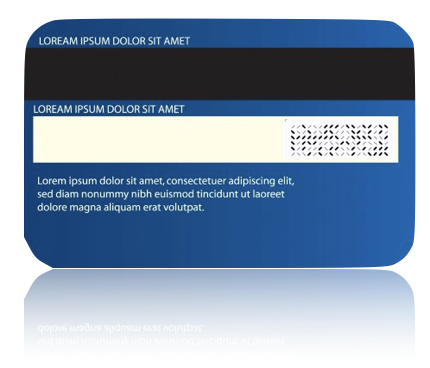 LOREAM IPSUM DOLOR SIT AMET
LOREAM IPSUM DOLOR SIT AMET
Lorem ipsum dolor sit amet, consectetuer adipiscing elit,
sed diam nonummy nibh euismod tincidunt ut laoreet
dolore magna aliquam erat volutpat.